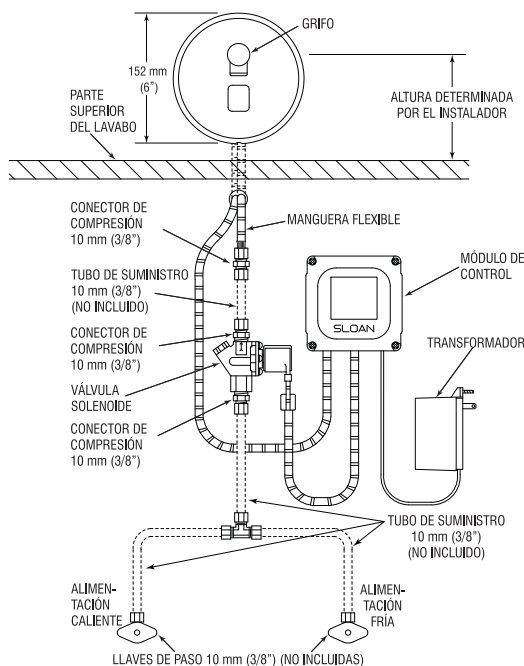 GRIFO
152 mm
(6")
ALTURA DETERMINADA
POR EL INSTALADOR
PARTE
SUPERIOR
DEL LAVABO
CONECTOR DE
COMPRESIÓN
10 mm (3/8")
MANGUERA FLEXIBLE
MÓDULO DE
CONTROL
TUBO DE SUMINISTRO
10 mm (3/8")
(NO INCLUIDO)
SLOAN
TRANSFORMADOR
CONECTOR DE
COMPRESIÓN
10 mm (3/8")
VÁLVULA
SOLENOIDE
CONECTOR DE
COMPRESIÓN
10 mm (3/8")
TUBO DE SUMINISTRO
10 mm (3/8")
(NO INCLUIDO)
ALIMEN-
TACIÓN
CALIENTE
ALIMEN-
TACIÓN
FRÍA
LLAVES DE PASO 10 mm (3/8") (NO INCLUIDAS)